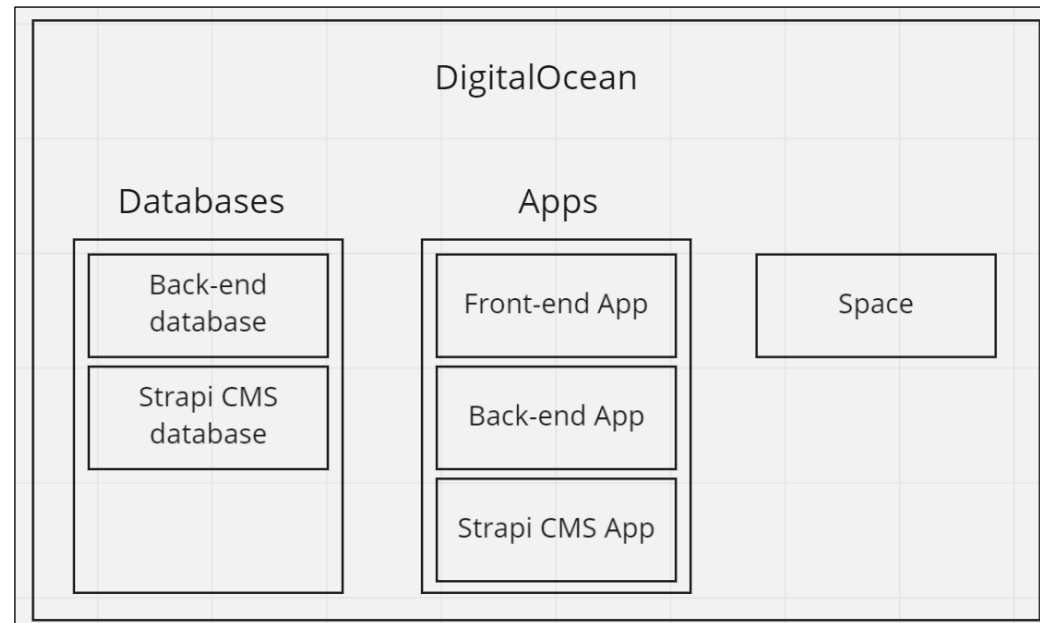 DigitalOcean
Databases
Back-end
database
Strapi CMS
database
Apps
Front-end App
Back-end App
Strapi CMS App
Space